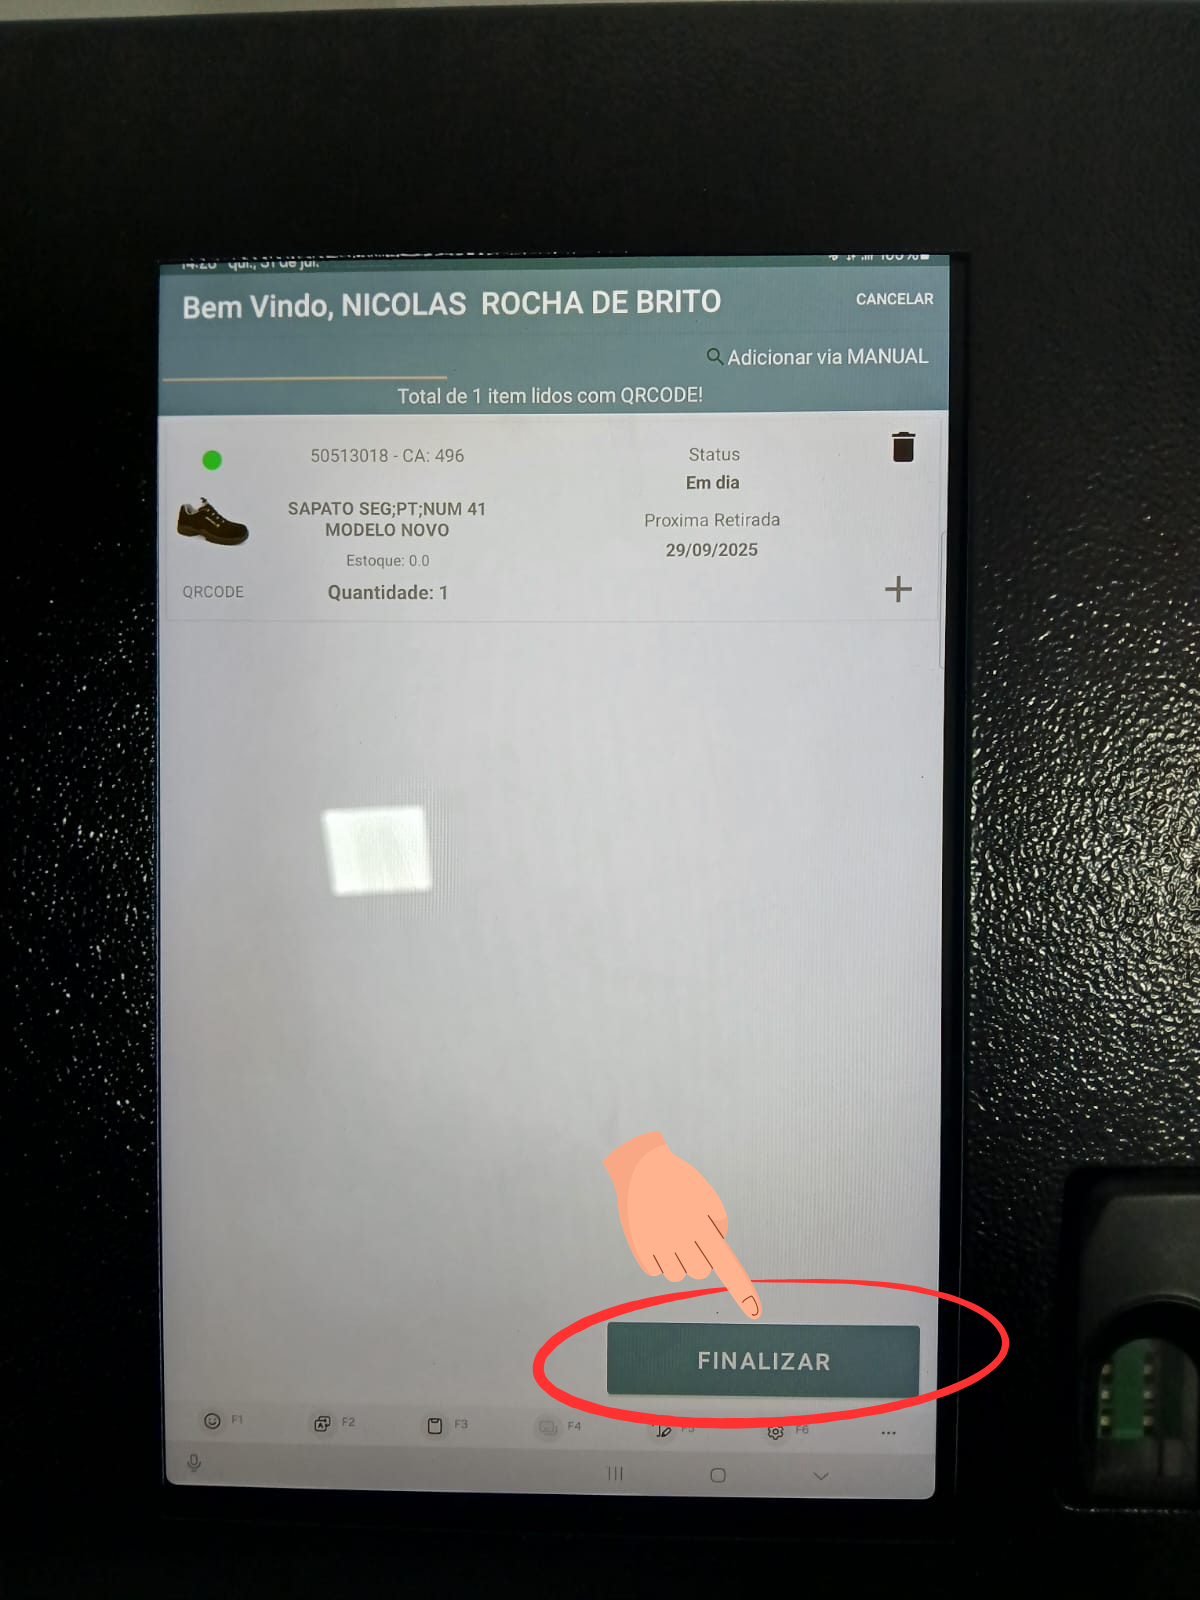 Bem Vindo, NICOLAS ROCHA DE BRITO
CANCELAR
Adicionar via MANUAL
Total de 1 item lidos com QRCODE!
50513018 - CA: 496
SAPATO SEG;PT;NUM 41
MODELO NOVO
Estoque: 0.0
QRCODE
Quantidade: 1
Status
Em dia
Proxima Retirada
29/09/2025
FINALIZAR
F1
F2
F3
F4
F6